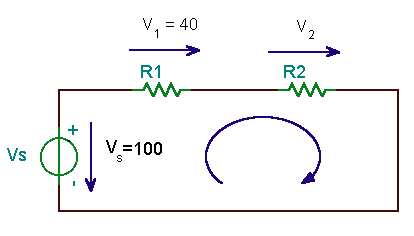 V₁ = 40
V₂
R1
R2
+
Vs
Vₛ=100
-